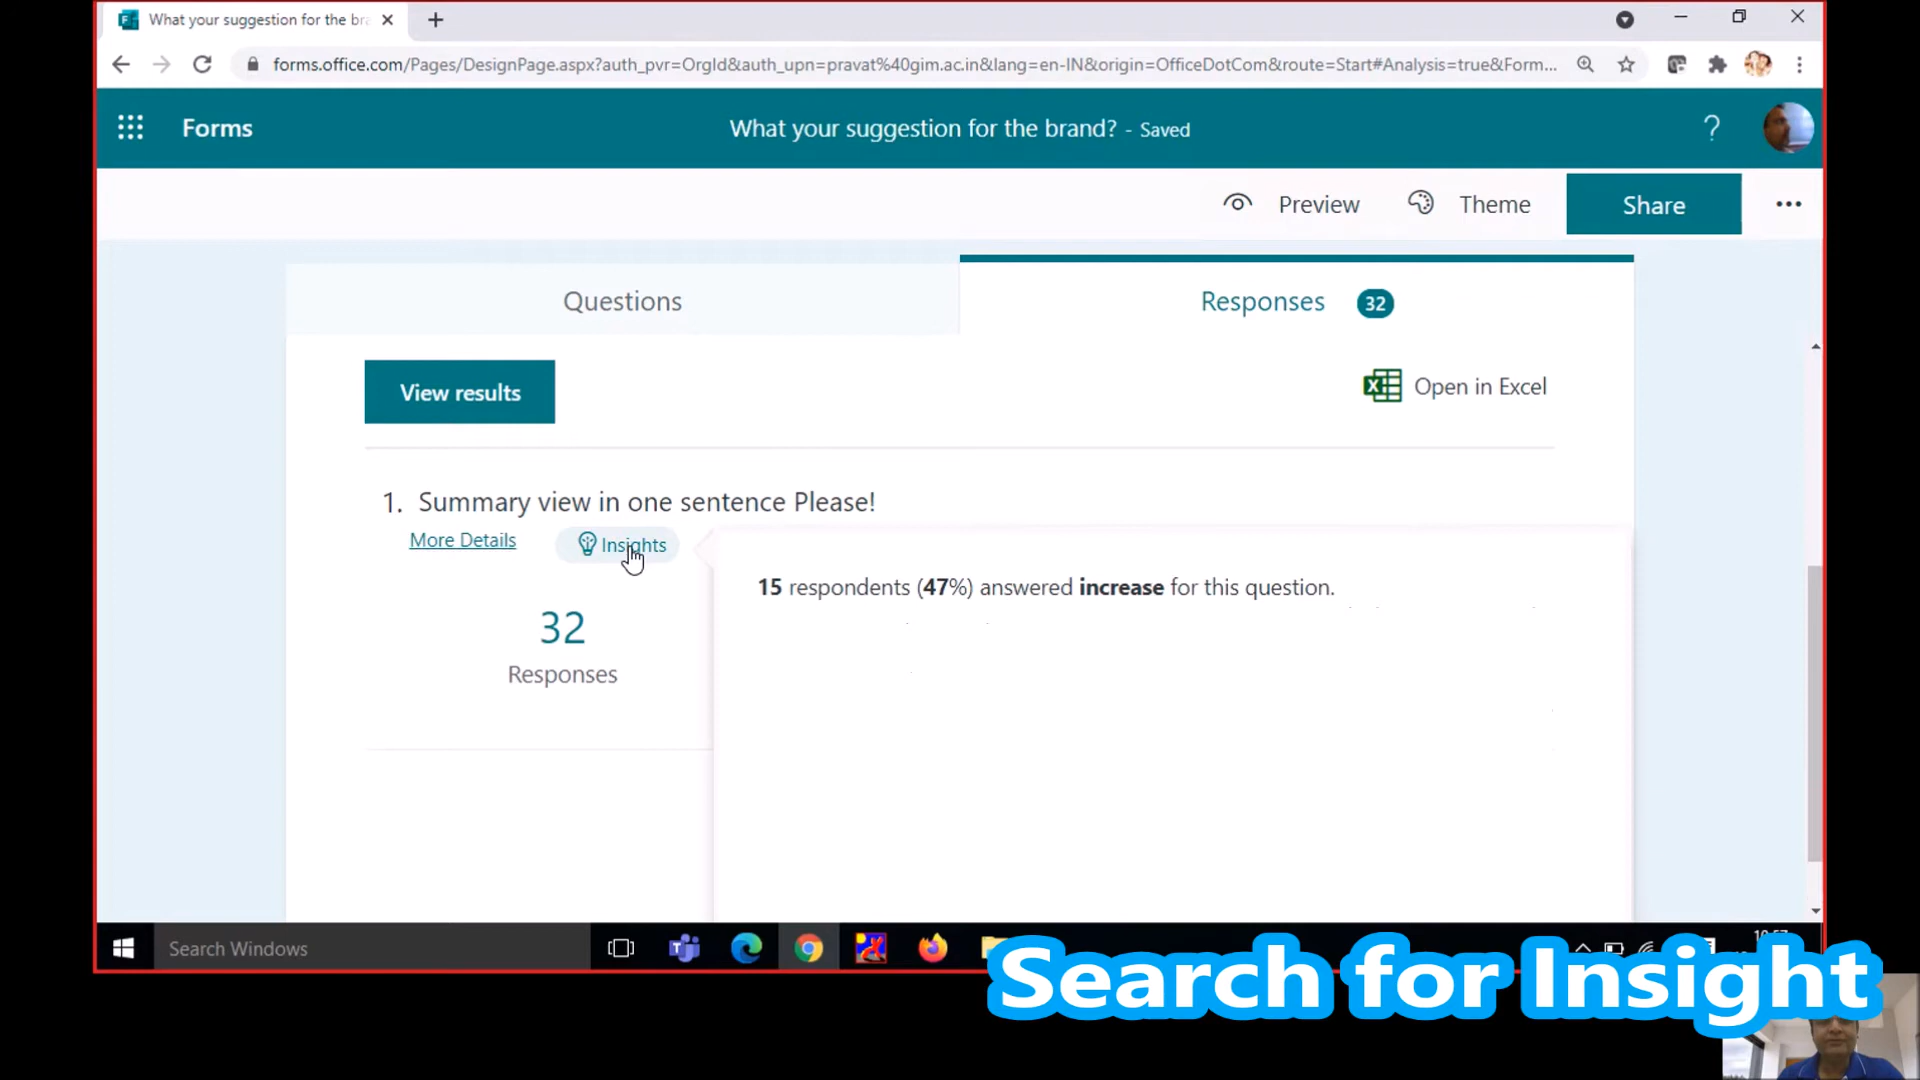 What your suggestion for the bra
forms.office.com/Pages/DesignPage.aspx?auth_pvr=OrgId&auth_upn=pravat%40gim.ac.in&lang=en-IN&origin=OfficeDotCom&route=Start#Analysis=true&Form...
Forms
What your suggestion for the brand? - Saved
?
Preview
Theme
Share
Questions
Responses
32
View results
Open in Excel
1. Summary view in one sentence Please!
More Details
Insights
15 respondents (47%) answered increase for this question.
32
Responses
Search Windows
Search for Insight